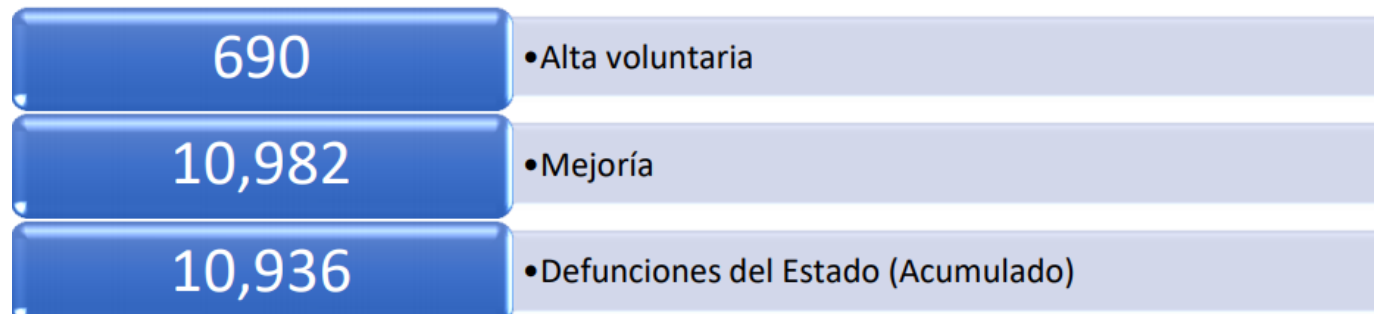 690
•Alta voluntaria
10,982
•Mejoría
10,936
•Defunciones del Estado (Acumulado)